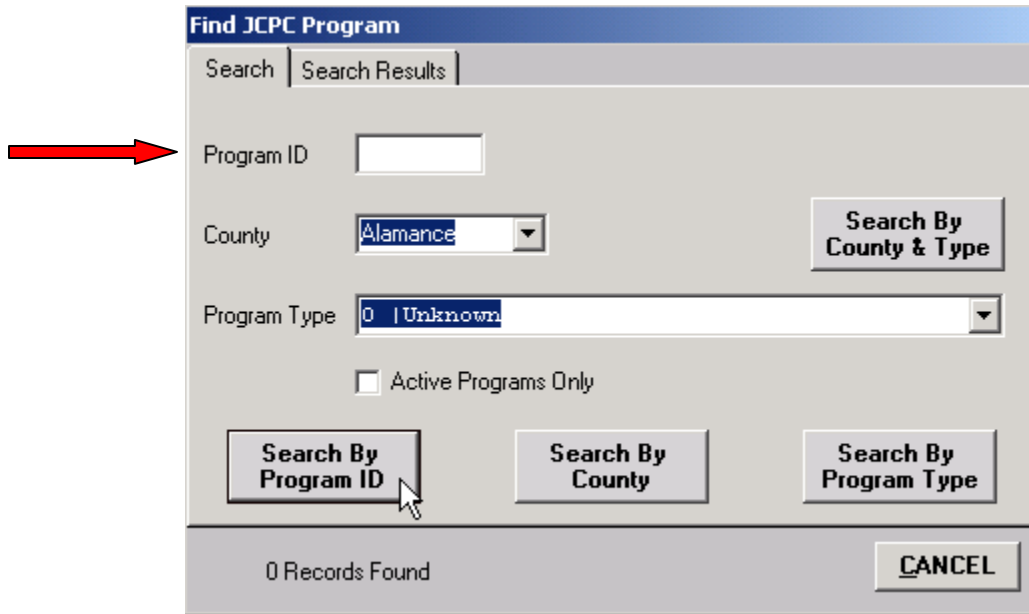 Find JCPC Program
Search
Search Results
Program ID
County
Alamance
Search By
County & Type
Program Type
0 |Unknown
Active Programs Only
Search By
Program ID
Search By
County
Search By
Program Type
0 Records Found
CANCEL